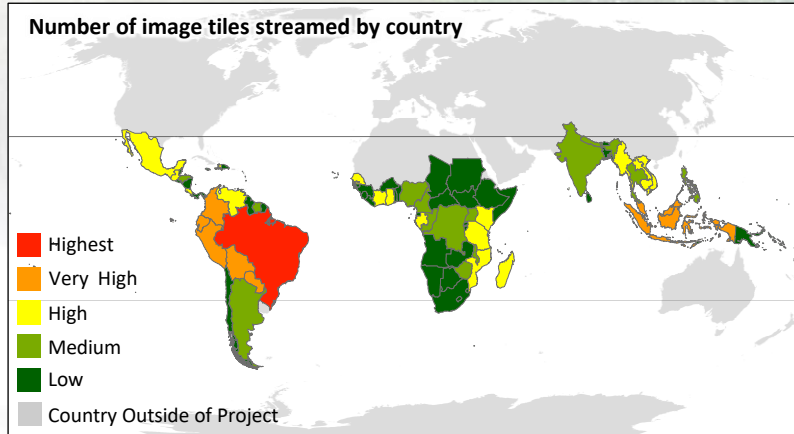 Number of image tiles streamed by country
Highest
Very High
High
Medium
Low
Country Outside of Project